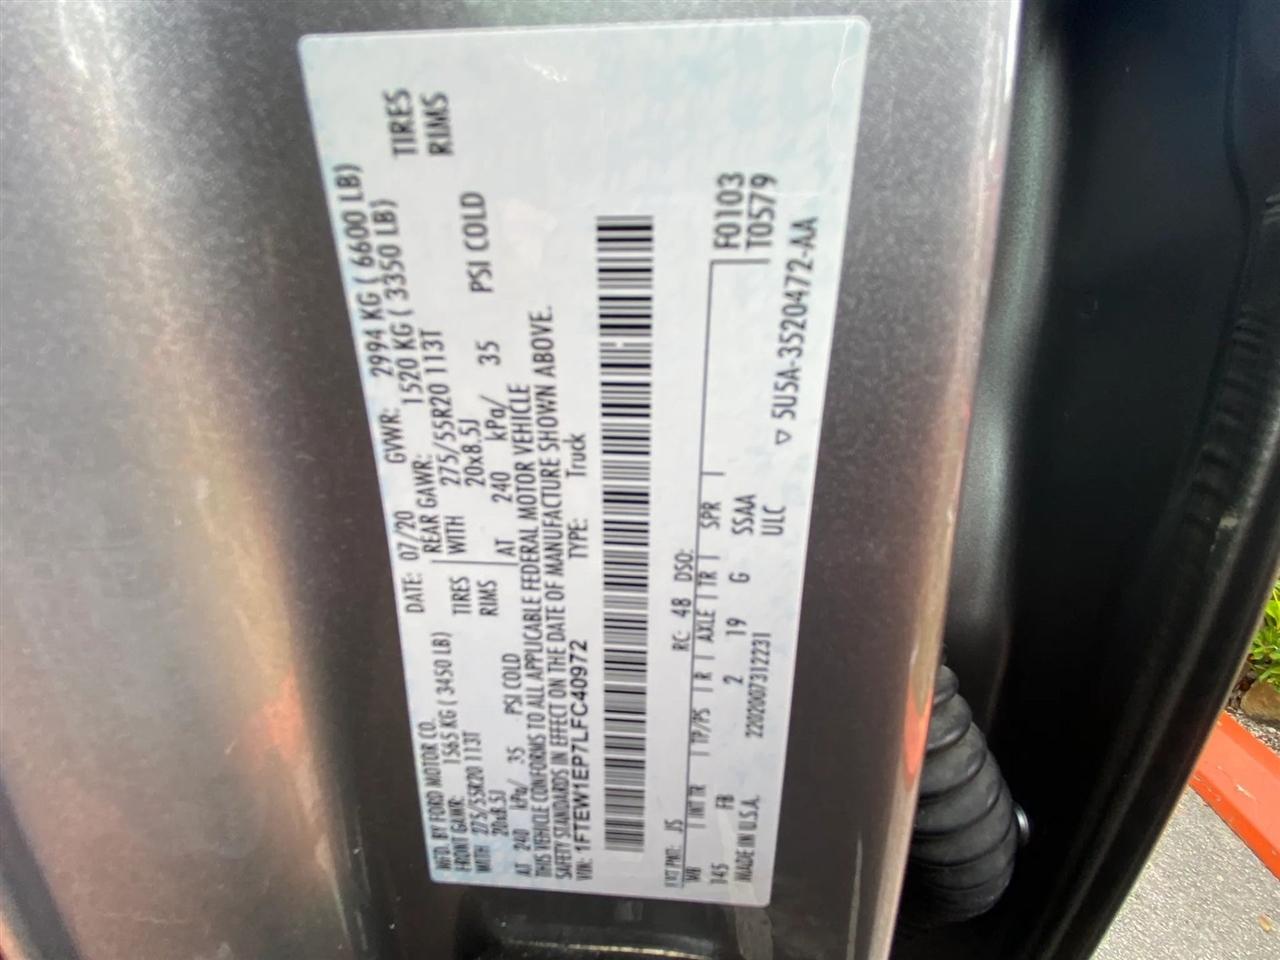 MFD. BY FORD MOTOR CO.
DATE: 07/20 GVWR: 2994 KG ( 6600 LB)
FRONT GAWR: 1565 KG ( 3450 LB) REAR GAWR: 1520 KG ( 3350 LB)
WITH 275/55R20 113T TIRES WITH 275/55R20 113T TIRES
20x8.5J RIMS 20x8.5J RIMS
AT 240 kPa/ 35 PSI COLD AT 240 kPa/ 35 PSI COLD
THIS VEHICLE CONFORMS TO ALL APPLICABLE FEDERAL MOTOR VEHICLE
SAFETY STANDARDS IN EFFECT ON THE DATE OF MANUFACTURE SHOWN ABOVE.
VIN: 1FTEW1EP7LFC40972 TYPE: Truck
EXT PNT: JS RC: 48 DSO:
WB INT TR TP/PS R AXLE TR SPR F0103
145 FB 2 19 G SSAA T0579
MADE IN U.S.A. 2202007312231 ULC ▽ 5U5A-3520472-AA